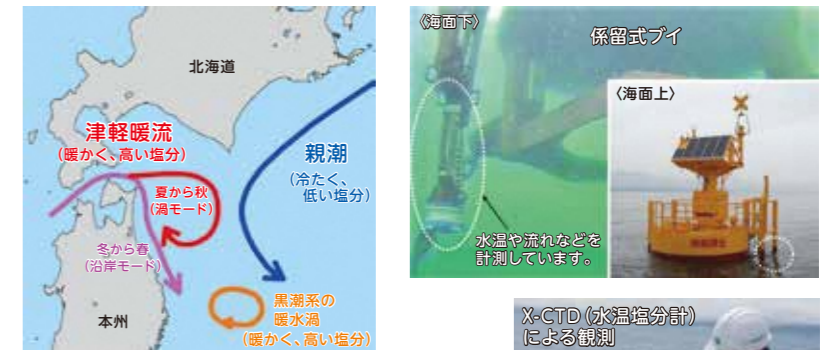 北海道
津軽暖流
(暖かく、高い塩分)
親潮
(冷たく、
低い塩分)
夏から秋
(渦モード)
冬から春
(沿岸モード)
黒潮系の
暖水渦
(暖かく、高い塩分)
本州
〈海面下〉
係留式ブイ
〈海面上〉
水温や流れなどを
計測しています。
X-CTD(水温塩分計)
による観測